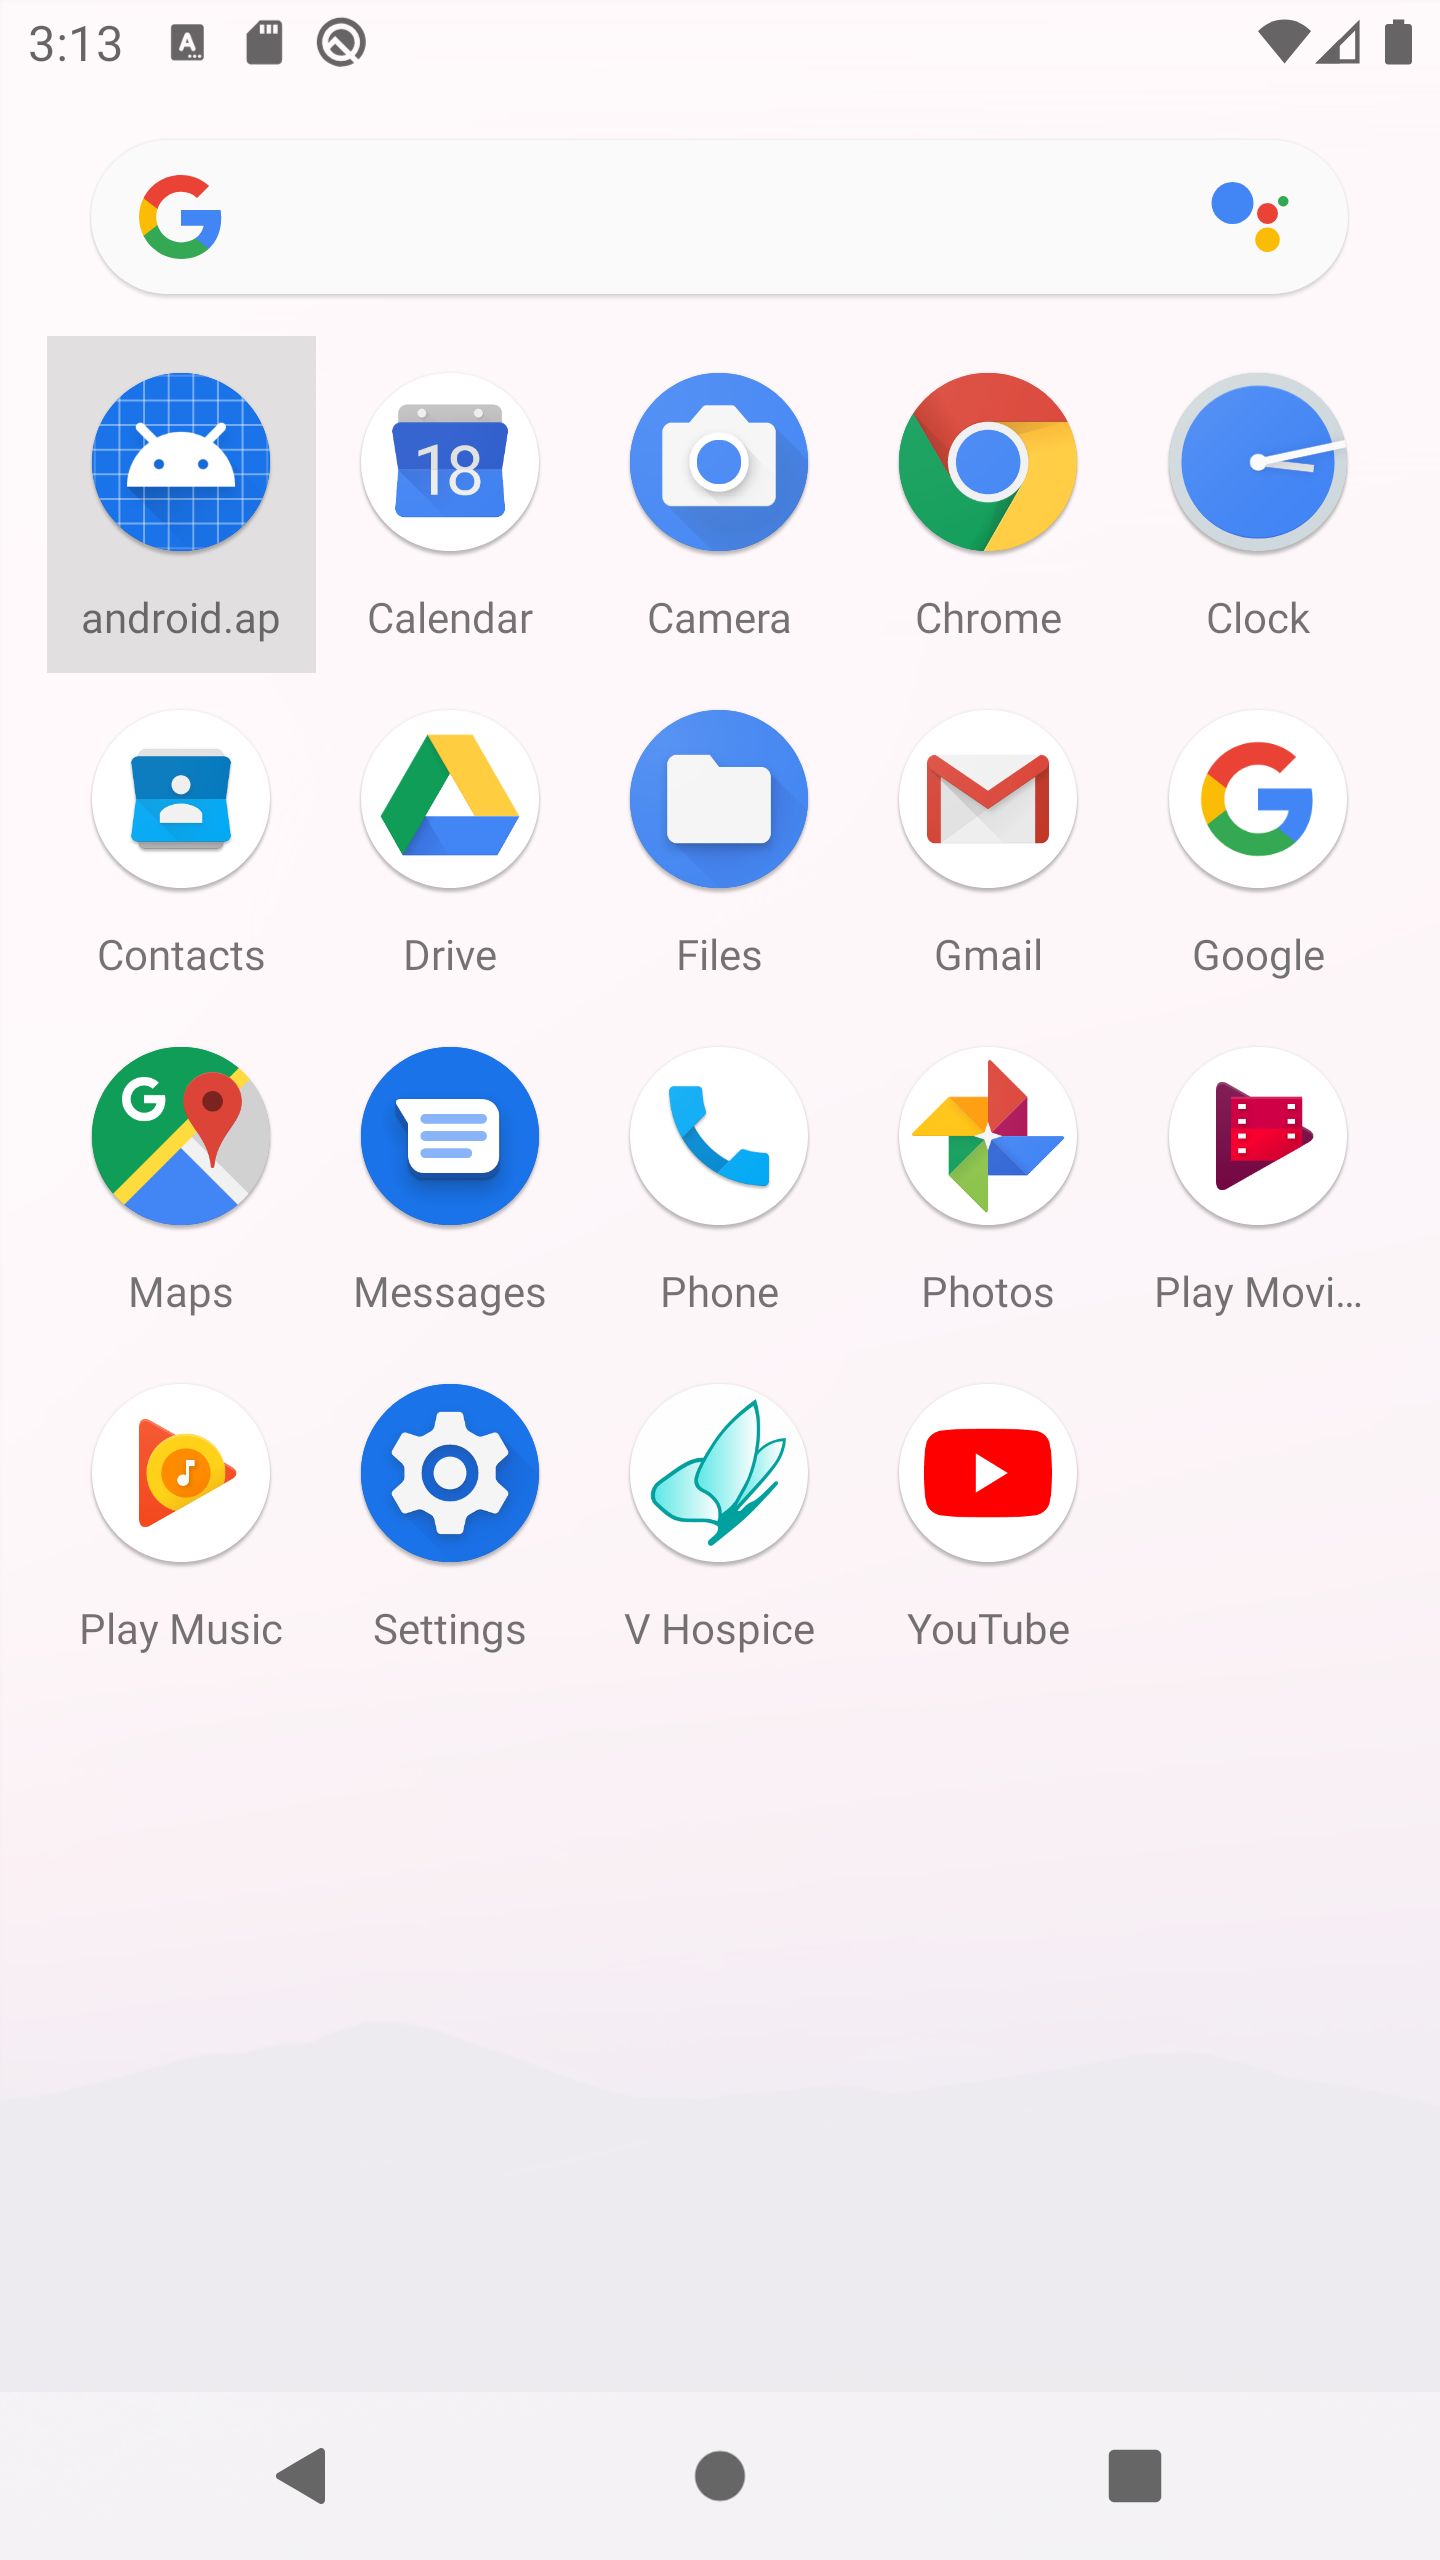 3:13
android.ap
Calendar
Camera
Chrome
Clock
Contacts
Drive
Files
Gmail
Google
Maps
Messages
Phone
Photos
Play Movi...
Play Music
Settings
V Hospice
YouTube